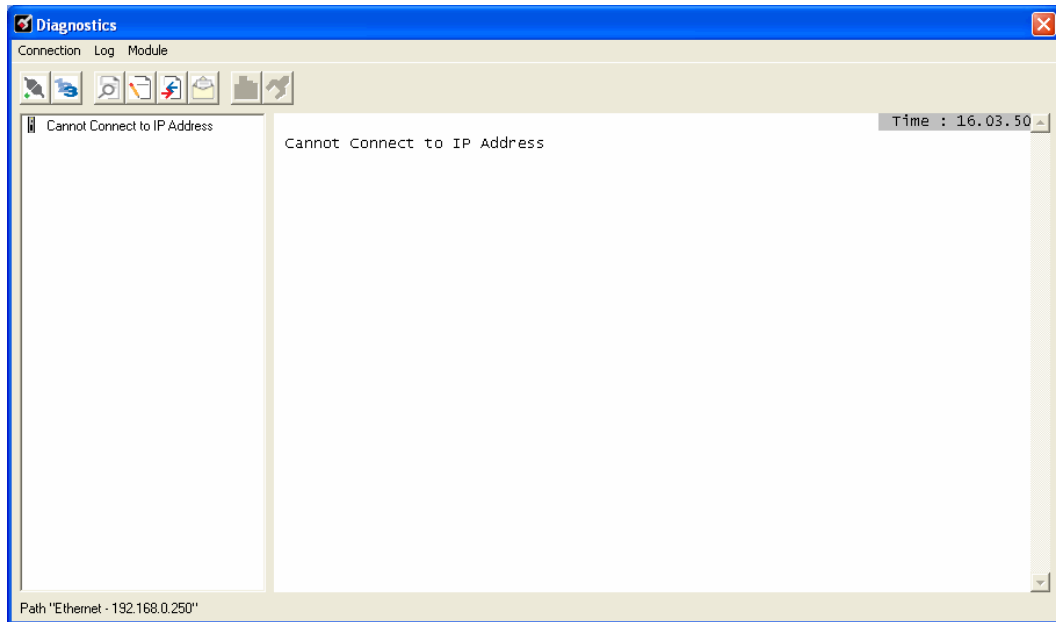 Diagnostics
Connection Log Module
Cannot Connect to IP Address
Time : 16.03.50
Cannot Connect to IP Address
Path "Ethernet - 192.168.0.250"